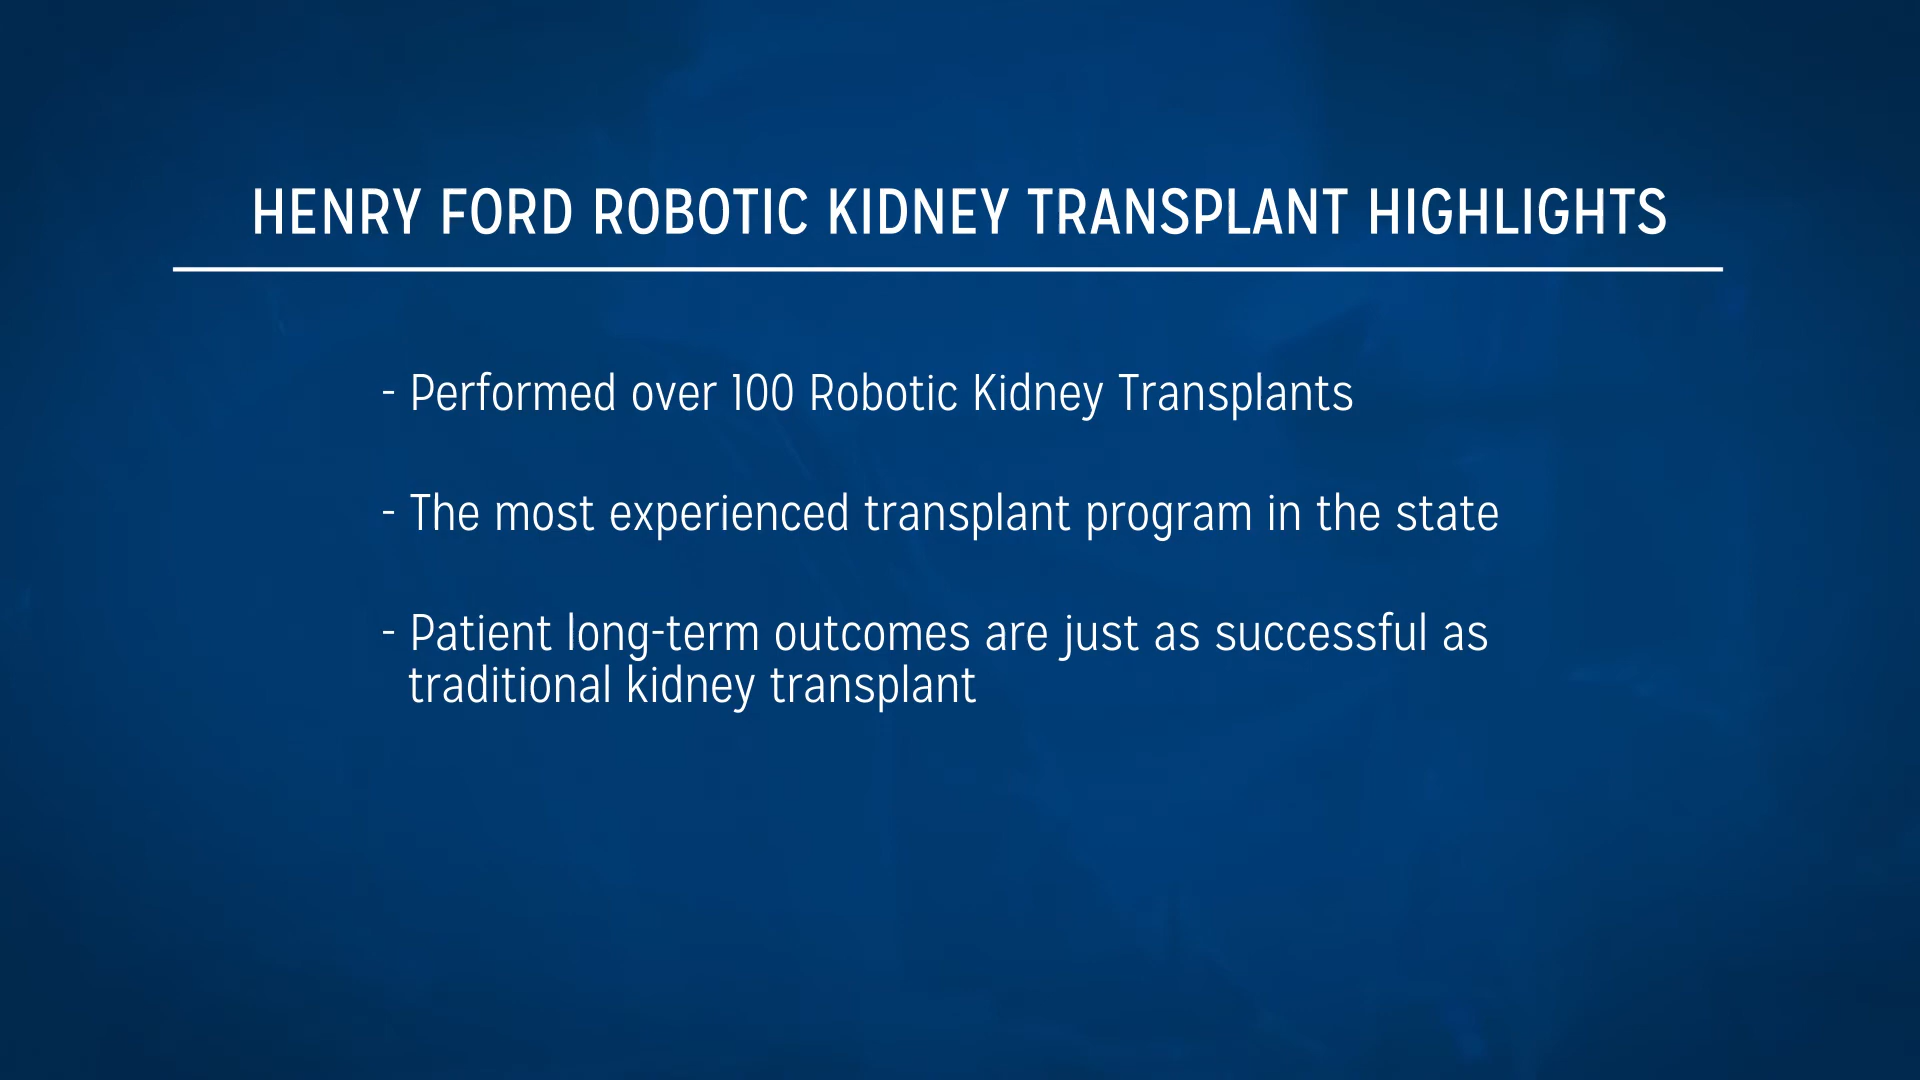 HENRY FORD ROBOTIC KIDNEY TRANSPLANT HIGHLIGHTS
- Performed over 100 Robotic Kidney Transplants
- The most experienced transplant program in the state
- Patient long-term outcomes are just as successful as
traditional kidney transplant